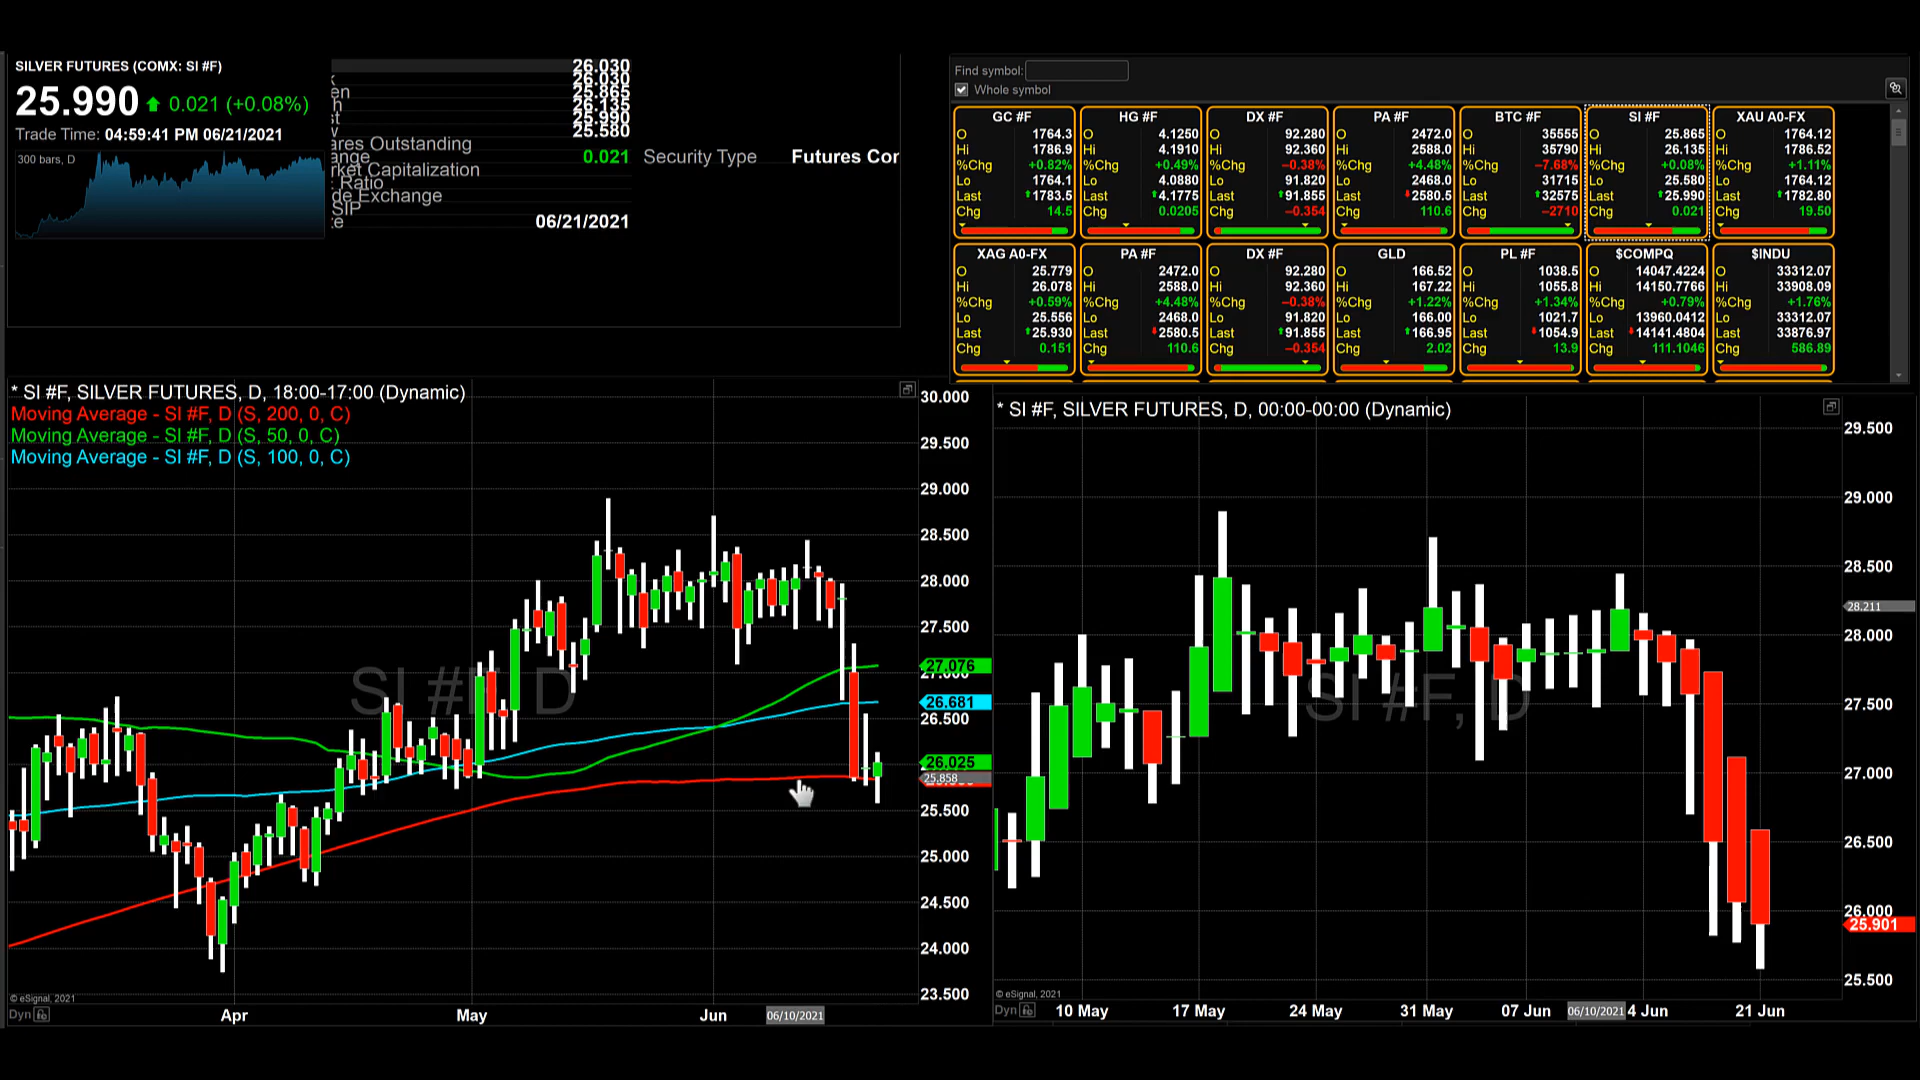 SILVER FUTURES (COMX: SI #F)
25.990 0.021 (+0.08%)
Trade Time: 04:59:41 PM 06/21/2021
300 bars, D
26.030
26.030
25.865
26.135
25.990
25.580
ares Outstanding
ange 0.021 Security Type Futures Cor
rket Capitalization
Ratio
de Exchange
SIP
06/21/2021
Find symbol:
Whole symbol
GC #F
O 1764.3
Hi 1786.9
%Chg +0.82%
Lo 1764.1
Last 1783.5
Chg 14.5
HG #F
O 4.1250
Hi 4.1910
%Chg +0.49%
Lo 4.0880
Last 4.1775
Chg 0.0205
DX #F
O 92.280
Hi 92.360
%Chg -0.38%
Lo 91.820
Last 91.855
Chg -0.354
PA #F
O 2472.0
Hi 2588.0
%Chg +4.48%
Lo 2468.0
Last 2580.5
Chg 110.6
BTC #F
O 35555
Hi 35790
%Chg -7.68%
Lo 31715
Last 32575
Chg -2710
SI #F
O 25.865
Hi 26.135
%Chg +0.08%
Lo 25.580
Last 25.990
Chg 0.021
XAU A0-FX
O 1764.12
Hi 1786.52
%Chg +1.11%
Lo 1764.12
Last 1782.80
Chg 19.50
XAG A0-FX
O 25.779
Hi 26.078
%Chg +0.59%
Lo 25.556
Last 25.930
Chg 0.151
PA #F
O 2472.0
Hi 2588.0
%Chg +4.48%
Lo 2468.0
Last 2580.5
Chg 110.6
DX #F
O 92.280
Hi 92.360
%Chg -0.38%
Lo 91.820
Last 91.855
Chg -0.354
GLD
O 166.52
Hi 167.22
%Chg +1.22%
Lo 166.00
Last 166.95
Chg 2.02
PL #F
O 1038.5
Hi 1055.8
%Chg +1.34%
Lo 1021.7
Last 1054.9
Chg 13.9
$COMPQ
O 14047.4224
Hi 14150.7766
%Chg +0.79%
Lo 13960.0412
Last 14141.4804
Chg 111.1046
$INDU
O 33312.07
Hi 33908.09
%Chg +1.76%
Lo 33312.07
Last 33876.97
Chg 586.89
* SI #F, SILVER FUTURES, D, 18:00-17:00 (Dynamic)
Moving Average - SI #F, D (S, 200, 0, C)
Moving Average - SI #F, D (S, 50, 0, C)
Moving Average - SI #F, D (S, 100, 0, C)
30.000
29.500
29.000
28.500
28.000
27.500
27.076
27.000
26.681
26.500
26.025
25.858
25.500
25.000
24.500
24.000
23.500
© eSignal, 2021
Dyn Apr May Jun 06/10/2021
* SI #F, SILVER FUTURES, D, 00:00-00:00 (Dynamic)
SI #F, D
29.500
29.000
28.500
28.211
28.000
27.500
27.000
26.500
26.000
25.901
25.500
© eSignal, 2021
Dyn 10 May 17 May 24 May 31 May 07 Jun 06/10/2021 4 Jun 21 Jun